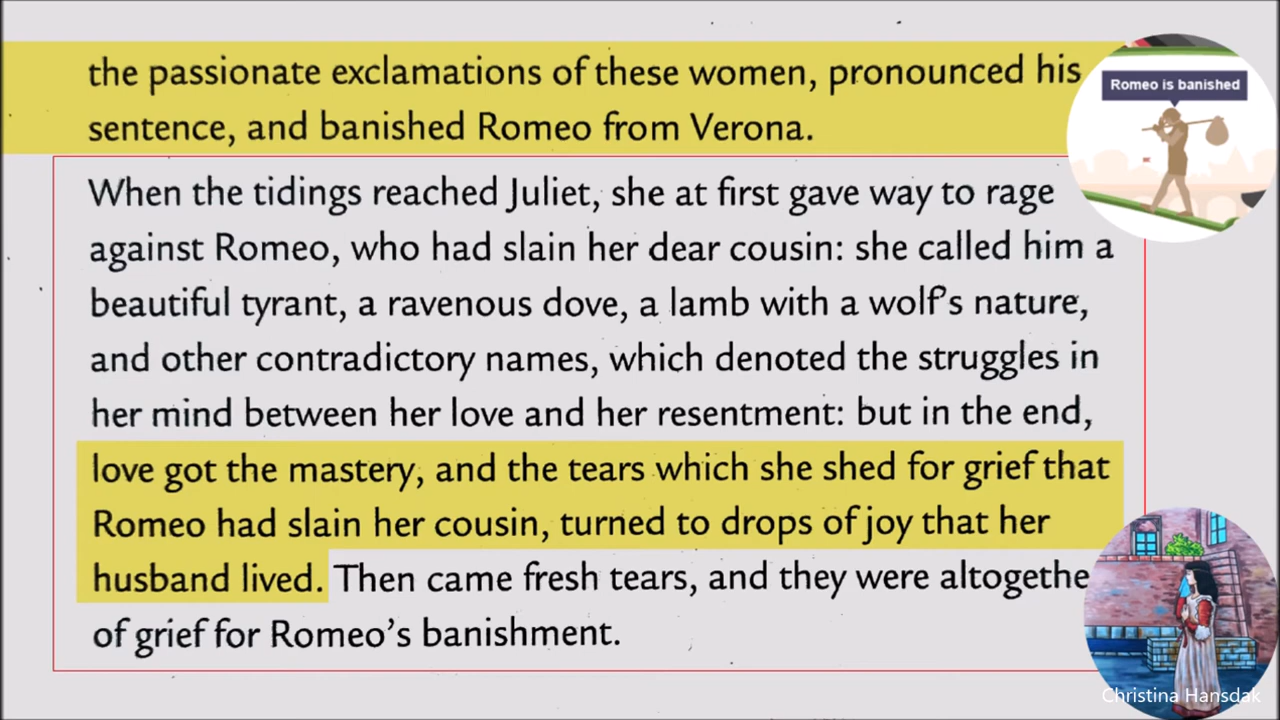 the passionate exclamations of these women, pronounced his
sentence, and banished Romeo from Verona.
Romeo is banished
When the tidings reached Juliet, she at first gave way to rage
against Romeo, who had slain her dear cousin: she called him a
beautiful tyrant, a ravenous dove, a lamb with a wolf's nature,
and other contradictory names, which denoted the struggles in
her mind between her love and her resentment: but in the end,
love got the mastery, and the tears which she shed for grief that
Romeo had slain her cousin, turned to drops of joy that her
husband lived. Then came fresh tears, and they were altogethe
of grief for Romeo's banishment.
Christina Hansdak